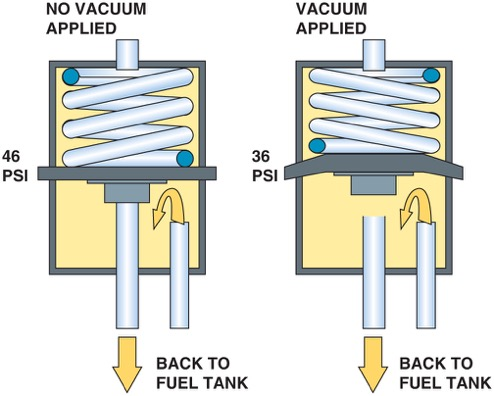 NO VACUUM
APPLIED
VACUUM
APPLIED
46
PSI
36
PSI
BACK TO
FUEL TANK
BACK TO
FUEL TANK